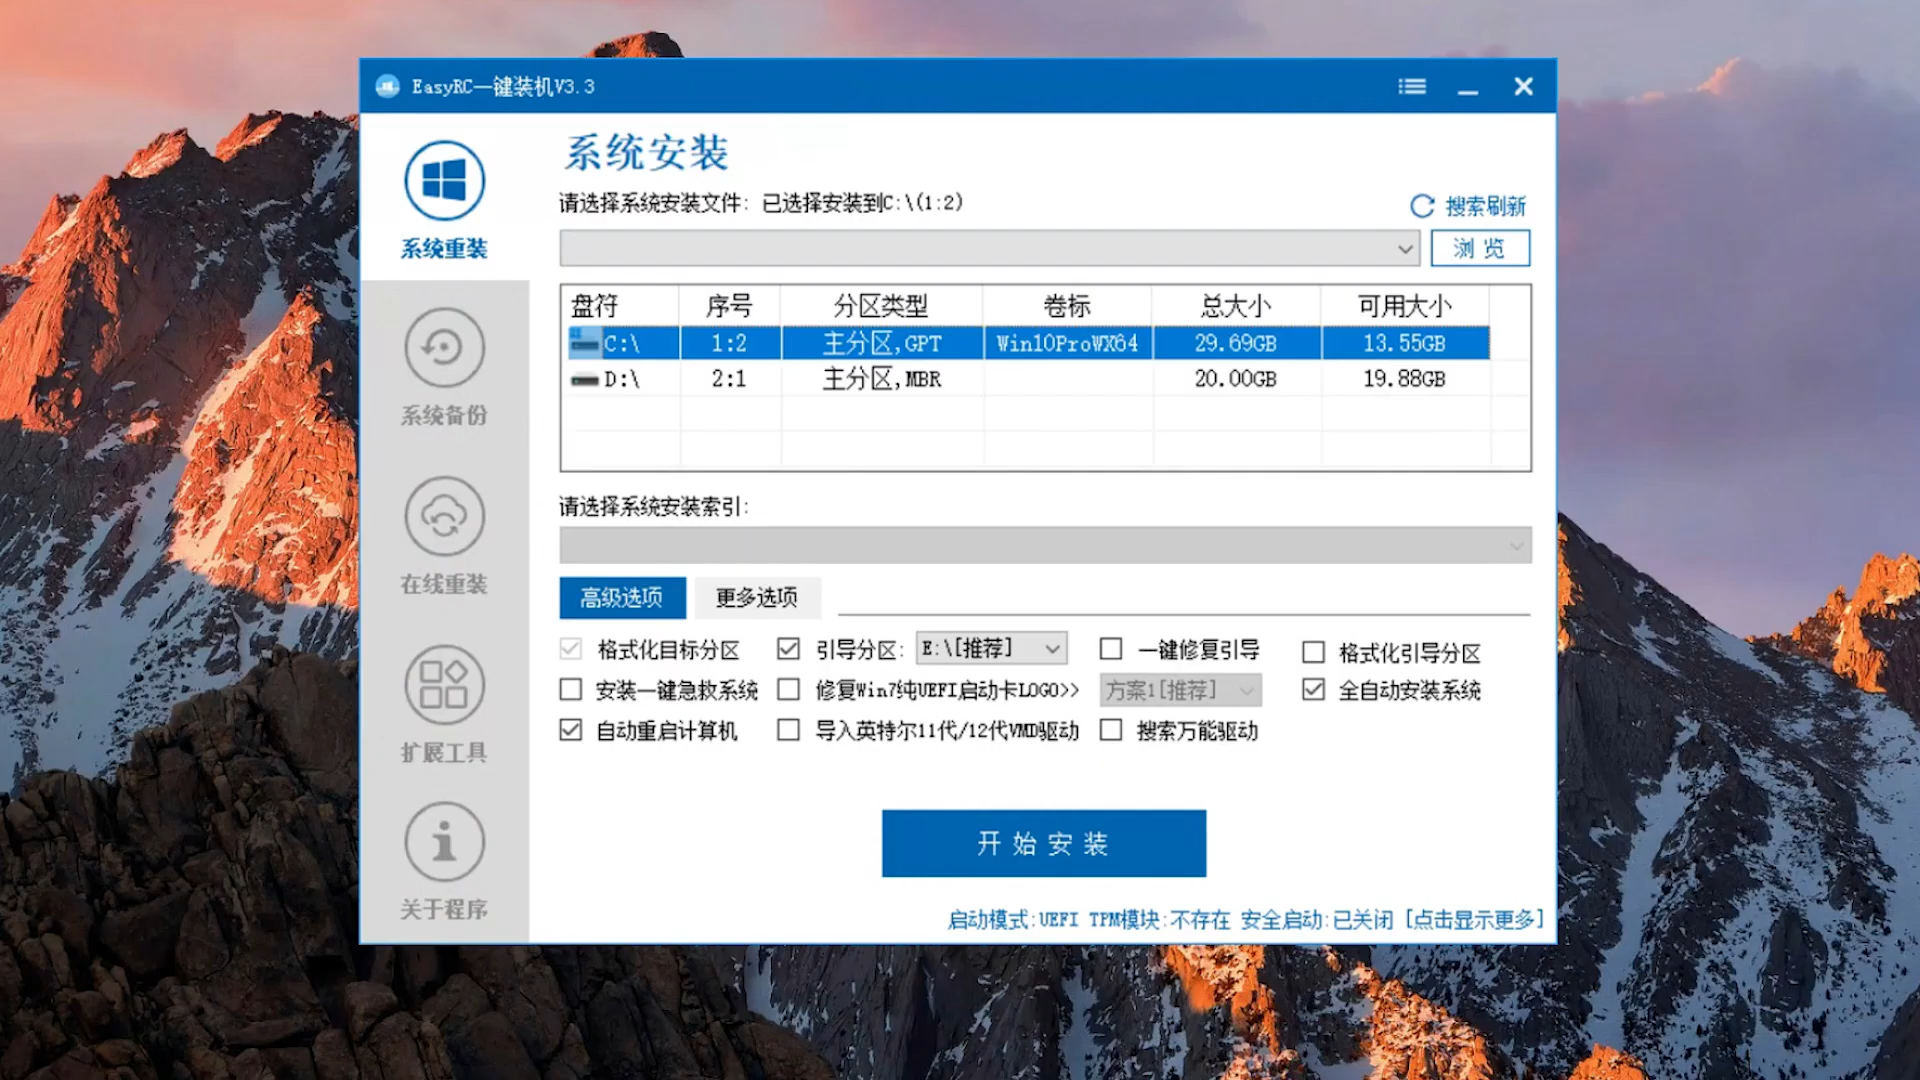 EasyRC一键装机V3.3
系统重装
系统备份
在线重装
扩展工具
关于程序
系统安装
请选择系统安装文件: 已选择安装到C:\(1:2)
搜索刷新
浏 览
盘符 序号 分区类型 卷标 总大小 可用大小
C:\ 1:2 主分区,GPT Win10ProWX64 29.69GB 13.55GB
D:\ 2:1 主分区,MBR 20.00GB 19.88GB
请选择系统安装索引:
高级选项 更多选项
格式化目标分区 引导分区: E:\[推荐] 一键修复引导 格式化引导分区
安装一键急救系统 修复Win7纯UEFI启动卡LOGO>> 方案1[推荐] 全自动安装系统
自动重启计算机 导入英特尔11代/12代VMD驱动 搜索万能驱动
开 始 安 装
启动模式:UEFI TPM模块:不存在 安全启动:已关闭 [点击显示更多]